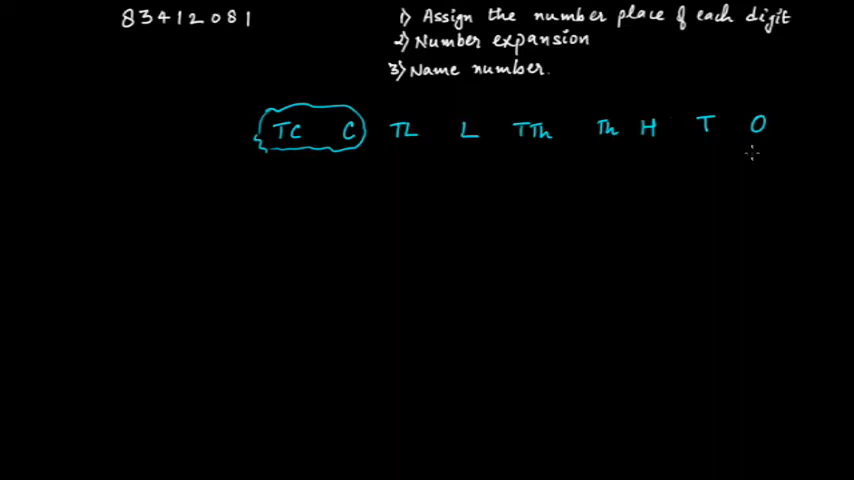 83412081
1) Assign the number place of each digit
2) Number expansion
3) Name number.
TC C TL L TTh Th H T O